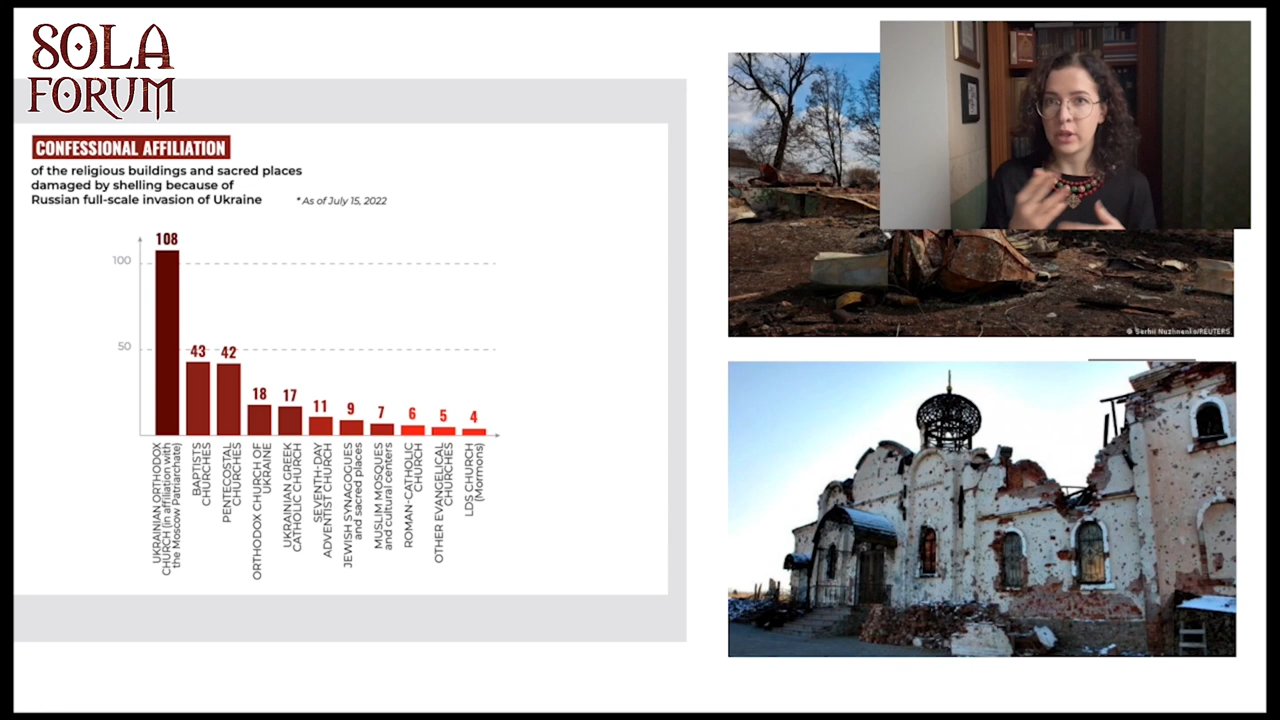 SOLA
FORUM
CONFESSIONAL AFFILIATION
of the religious buildings and sacred places
damaged by shelling because of
Russian full-scale invasion of Ukraine
* As of July 15, 2022
100
50
108
43
42
18
17
11
9
7
6
5
4
UKRAINIAN ORTHODOX
CHURCH (in affiliation with
the Moscow Patriarchate)
BAPTISTS
CHURCHES
PENTECOSTAL
CHURCHES
ORTHODOX CHURCH OF
UKRAINE
UKRAINIAN GREEK
CATHOLIC CHURCH
SEVENTH-DAY
ADVENTIST CHURCH
JEWISH SYNAGOGUES
and sacred places
MUSLIM MOSQUES
and cultural centers
ROMAN-CATHOLIC
CHURCH
OTHER EVANGELICAL
CHURCHES
LDS CHURCH
(Mormons)
© Serhii Nuzhnenko/REUTERS